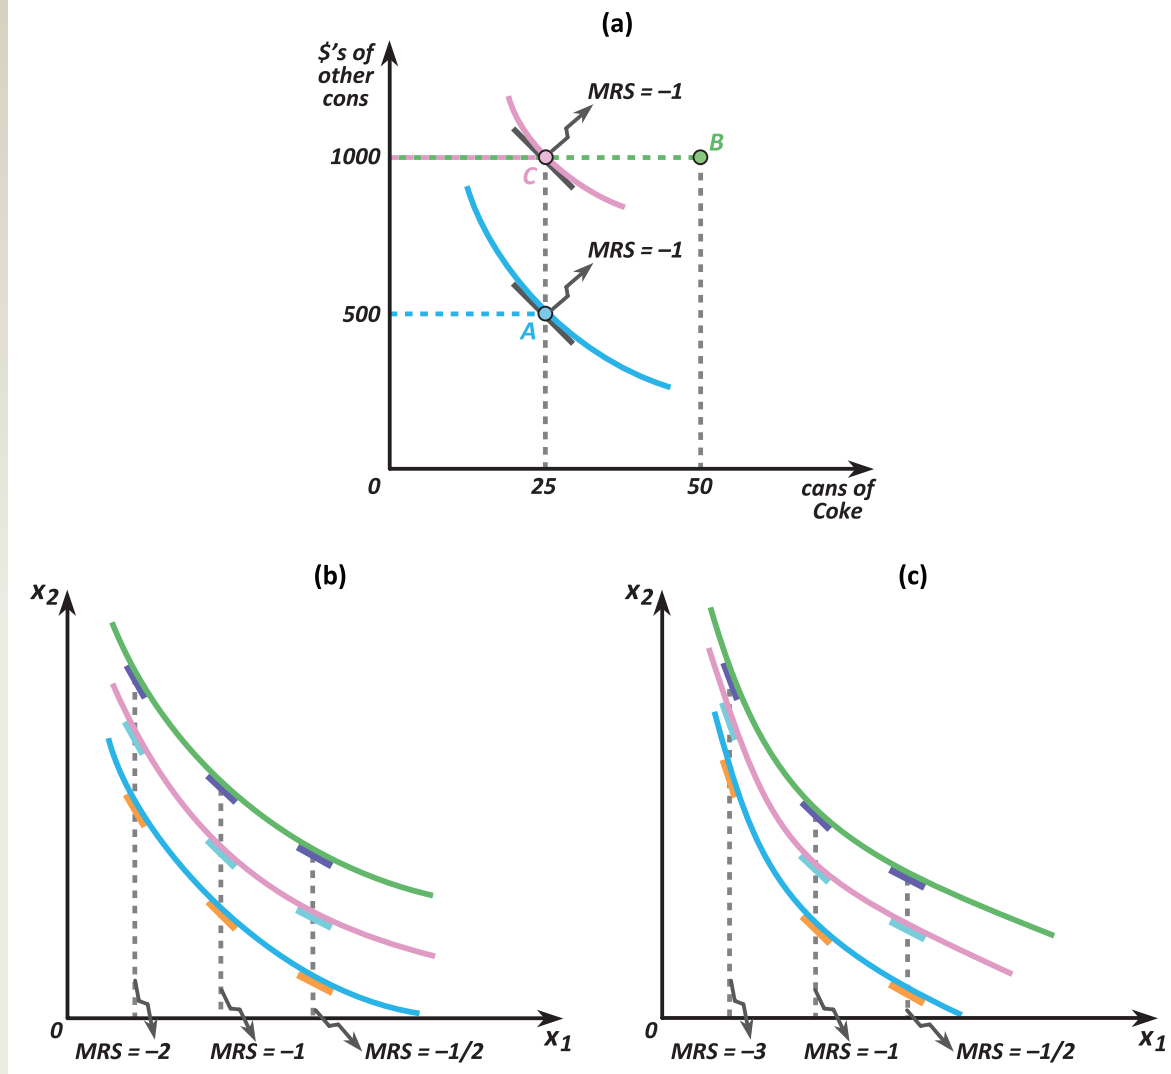 (a)
$'s of
other
cons
MRS = –1
1000
B
C
MRS = –1
500
A
0
25
50
cans of
Coke
(b)
x2
0
x1
MRS = –2
MRS = –1
MRS = –1/2
(c)
x2
0
x1
MRS = –3
MRS = –1
MRS = –1/2